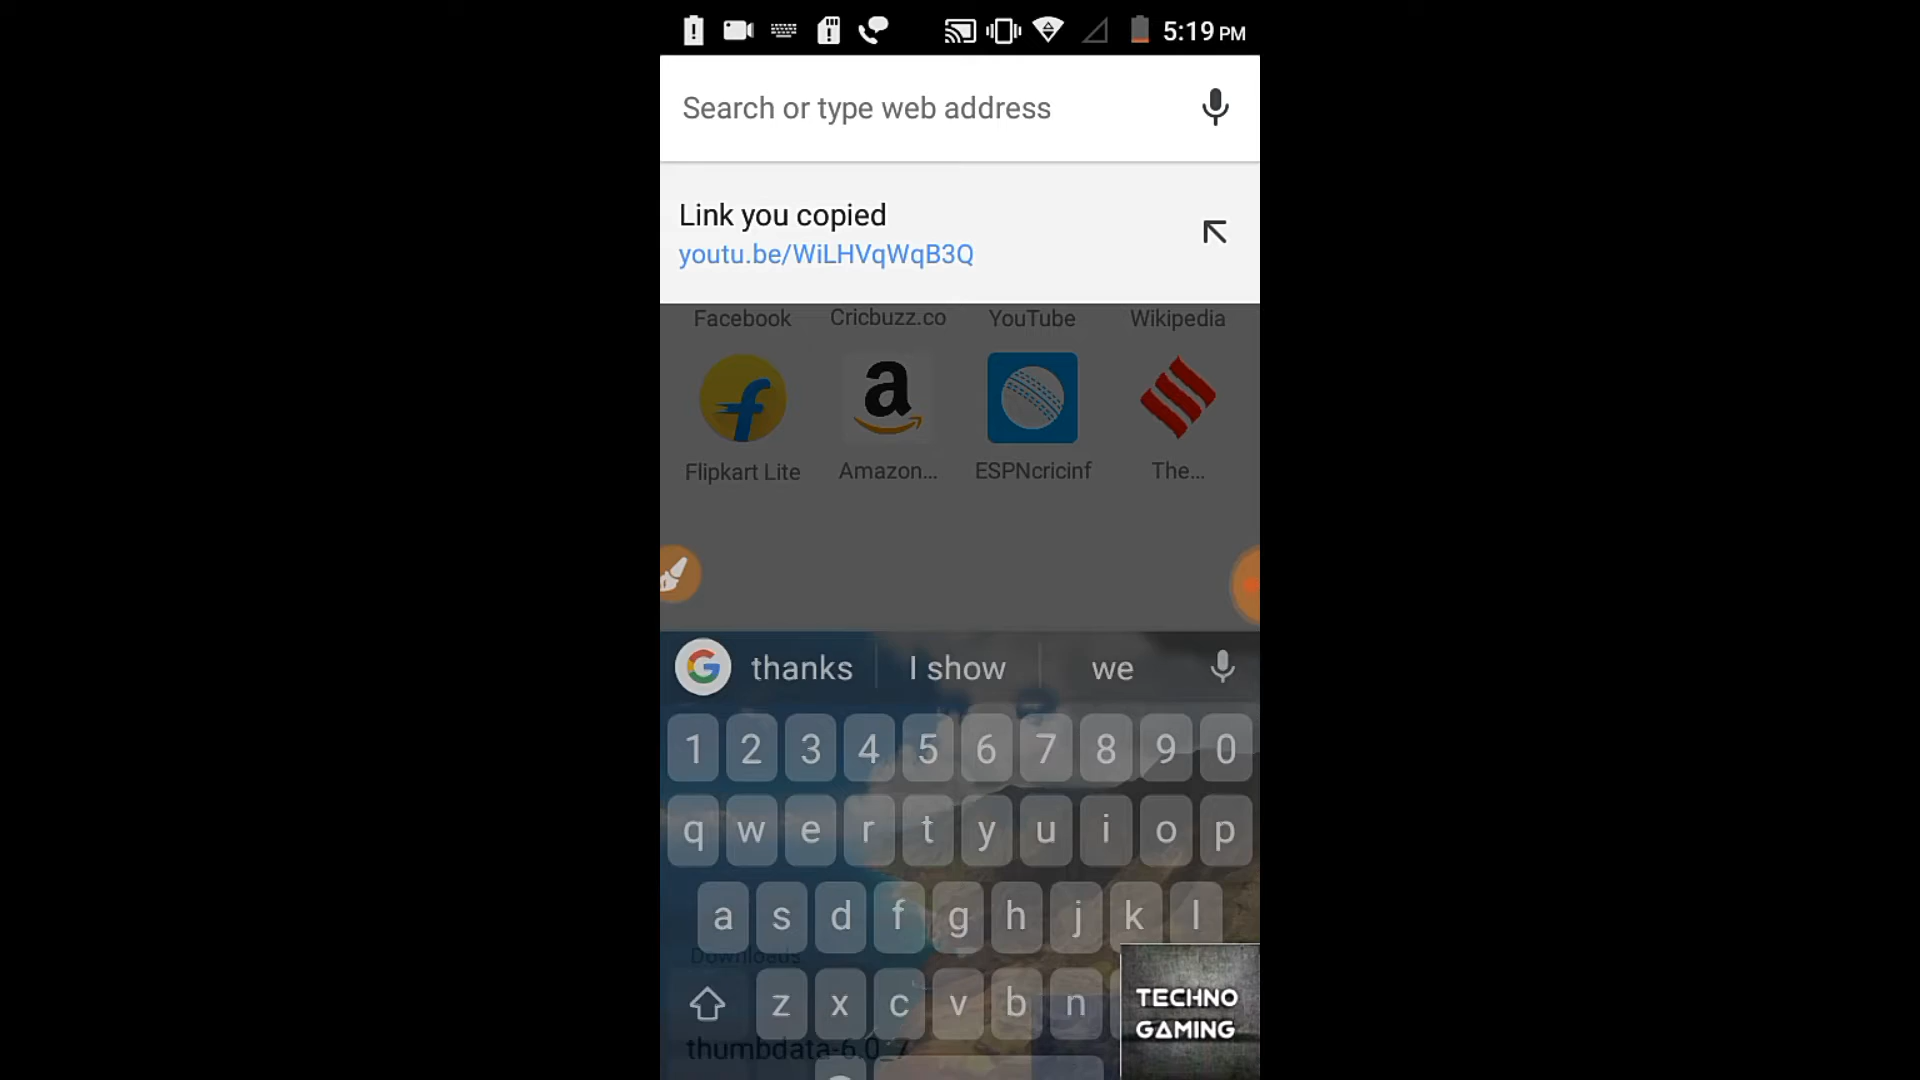 5:19 PM
Search or type web address
Link you copied
youtu.be/WiLHVqWqB3Q
Facebook Cricbuzz.co YouTube Wikipedia
Flipkart Lite Amazon... ESPNcricinf The...
thanks I show we
1 2 3 4 5 6 7 8 9 0
q w e r t y u i o p
a s d f g h j k l
Downloads
z x c v b n
TECHNO
GAMING